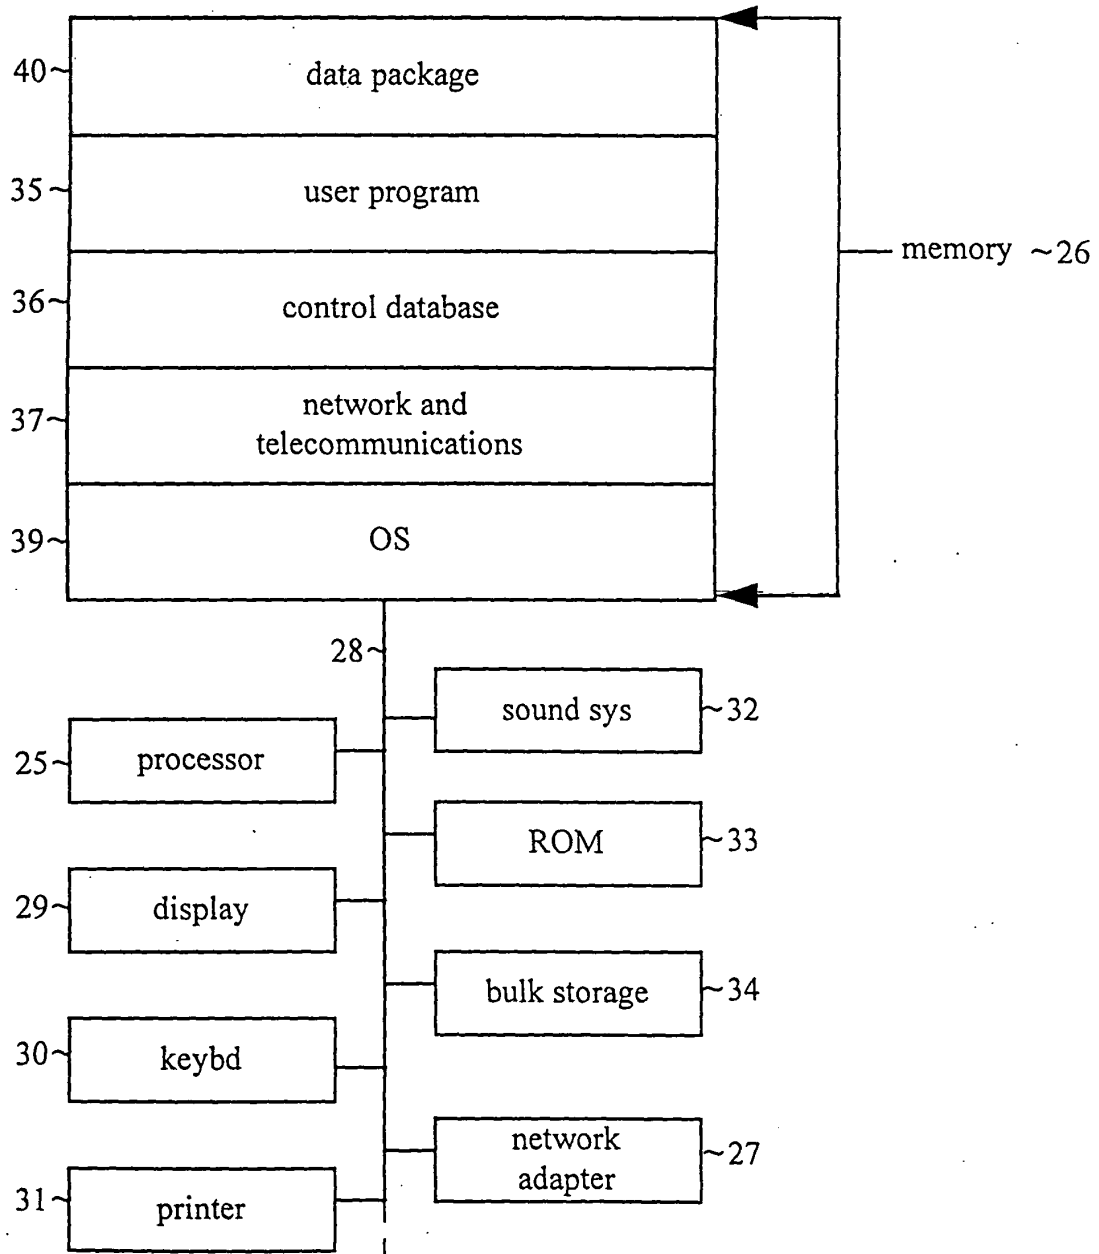 40~ data package
35~ user program
memory ~26
36~ control database
37~ network and
telecommunications
39~ OS
28~
sound sys ~32
25~ processor
ROM ~33
29~ display
bulk storage ~34
30~ keybd
network
adapter ~27
31~ printer